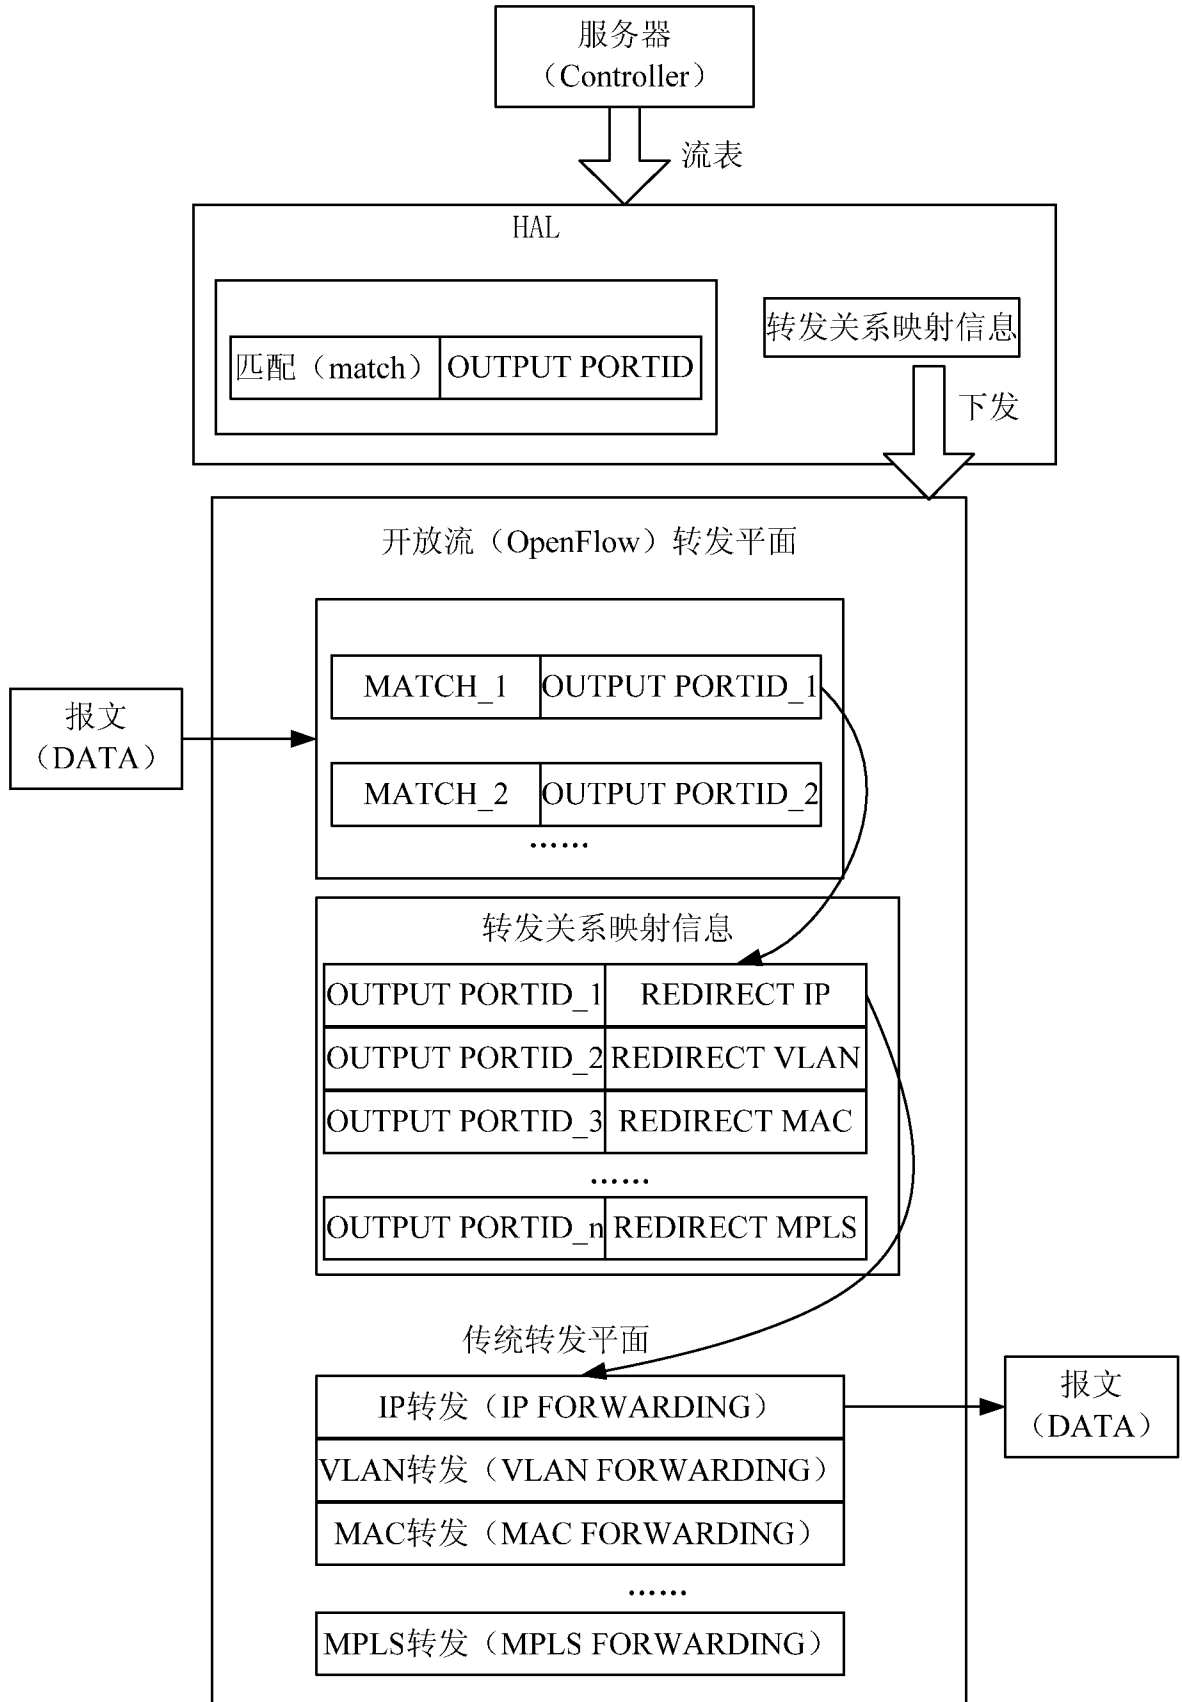 服务器
（Controller）
流表
HAL
转发关系映射信息
匹配（match） OUTPUT PORTID
下发
开放流（OpenFlow）转发平面
MATCH_1 OUTPUT PORTID_1
报文
（DATA）
MATCH_2 OUTPUT PORTID_2
……
转发关系映射信息
OUTPUT PORTID_1 REDIRECT IP
OUTPUT PORTID_2 REDIRECT VLAN
OUTPUT PORTID_3 REDIRECT MAC
……
OUTPUT PORTID_n REDIRECT MPLS
传统转发平面
IP转发（IP FORWARDING）
报文
（DATA）
VLAN转发（VLAN FORWARDING）
MAC转发（MAC FORWARDING）
……
MPLS转发（MPLS FORWARDING）